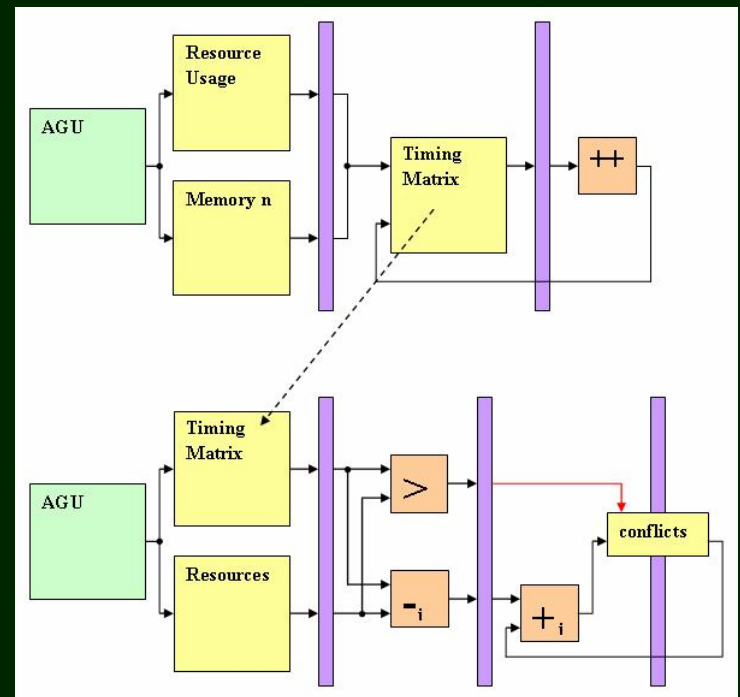 Resource
Usage
AGU
Timing
Matrix
++
Memory n
Timing
Matrix
AGU
>
conflicts
Resources
-i
+i